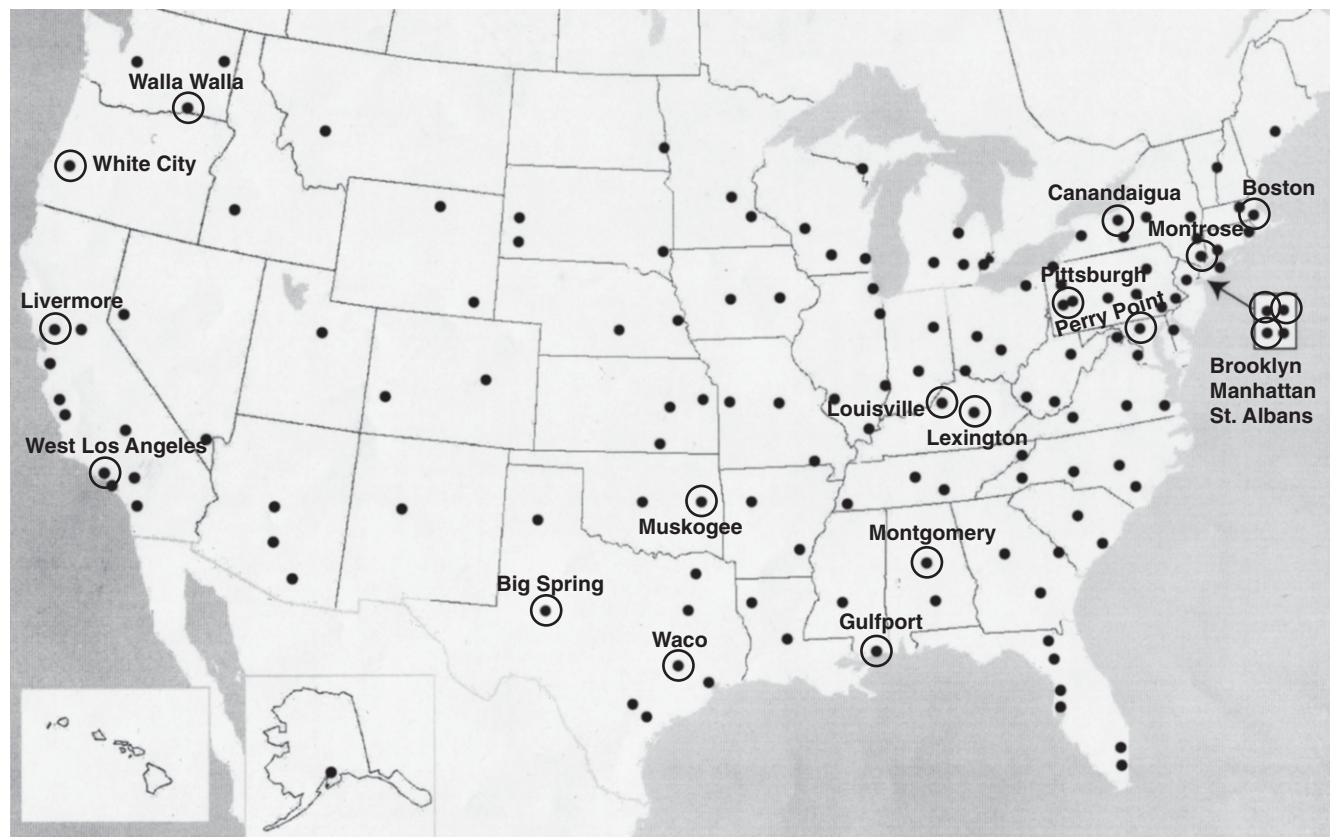 Walla Walla
White City
Canandaigua
Boston
Montrose
Pittsburgh
Livermore
Perry Point
Brooklyn
Manhattan
St. Albans
Louisville
Lexington
West Los Angeles
Muskogee
Montgomery
Big Spring
Gulfport
Waco